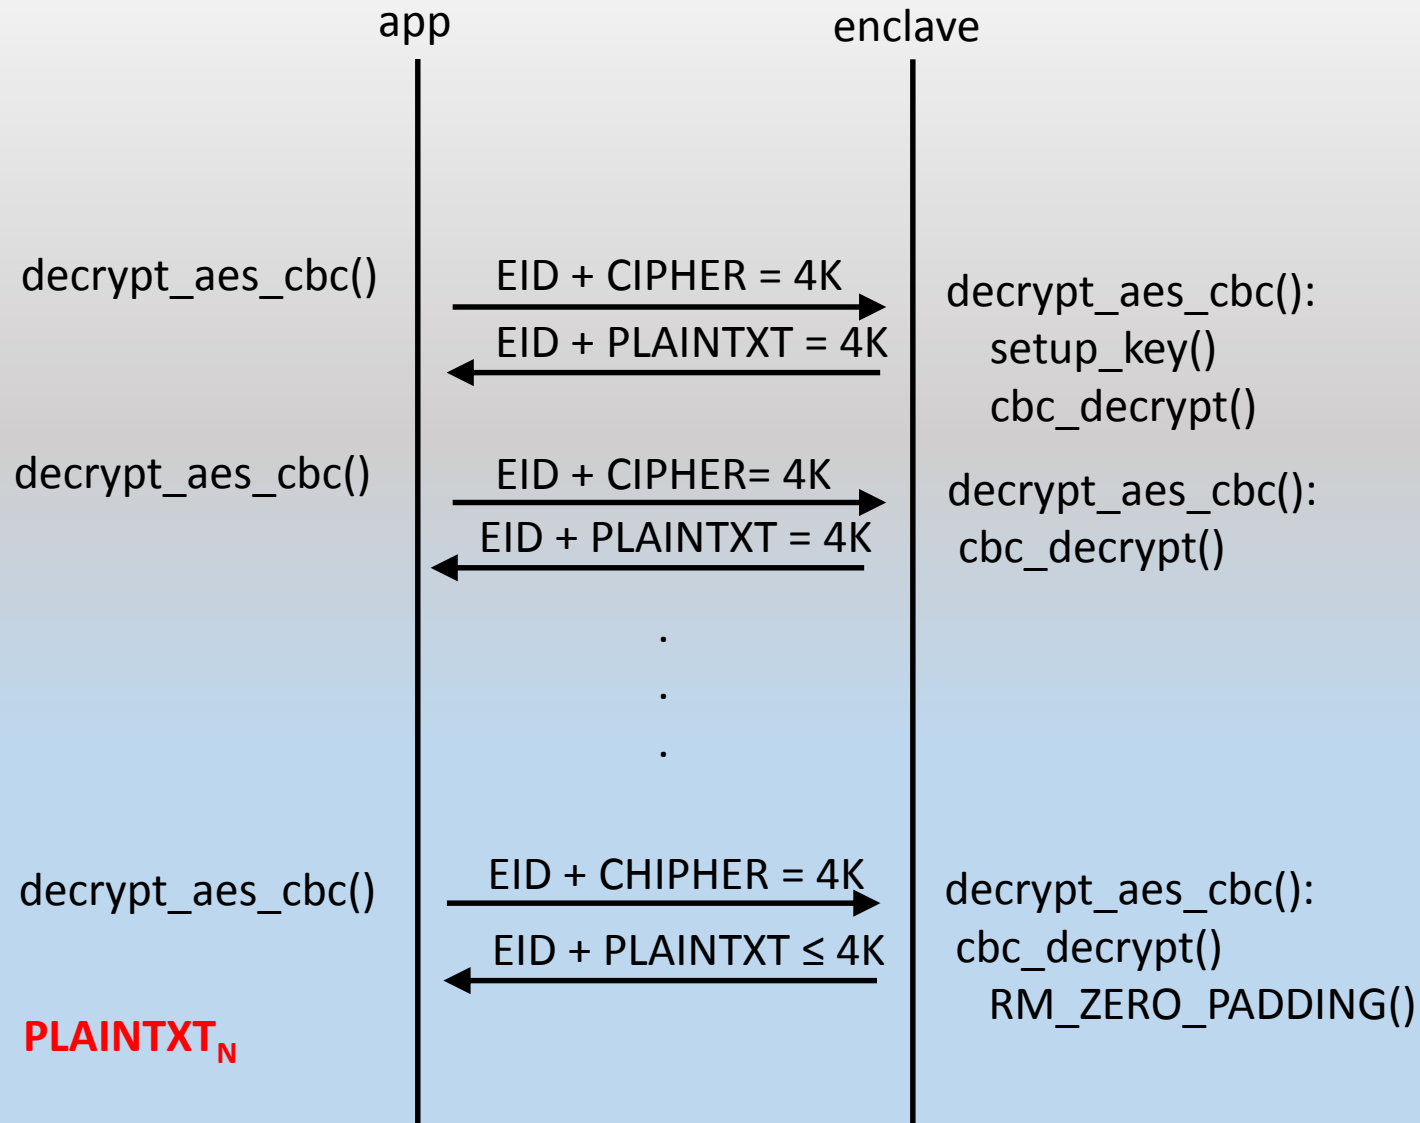 app
enclave
decrypt_aes_cbc()
EID + CIPHER = 4K
decrypt_aes_cbc():
EID + PLAINTXT = 4K
setup_key()
cbc_decrypt()
decrypt_aes_cbc()
EID + CIPHER= 4K
decrypt_aes_cbc():
EID + PLAINTXT = 4K
cbc_decrypt()
.
.
.
decrypt_aes_cbc()
EID + CHIPHER = 4K
decrypt_aes_cbc():
EID + PLAINTXT ≤ 4K
cbc_decrypt()
RM_ZERO_PADDING()
PLAINTXTN